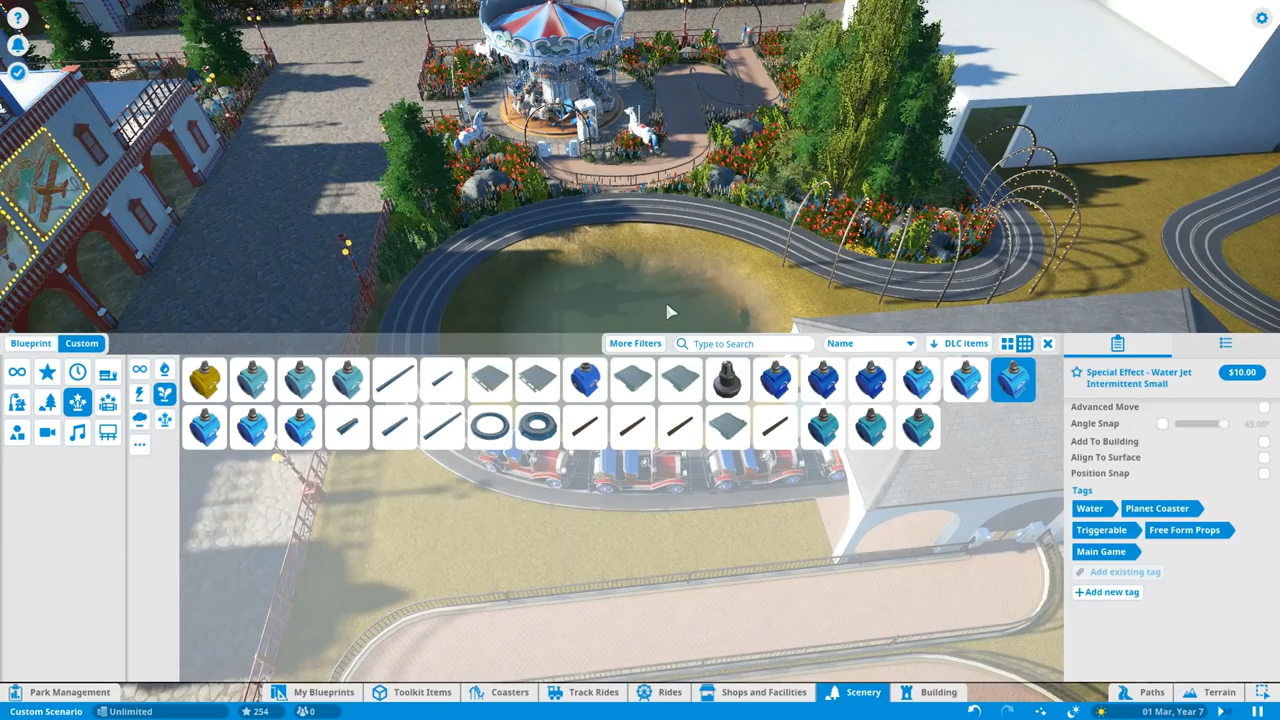 ?
Blueprint Custom More Filters Type to Search Name DLC items
Special Effect - Water Jet
Intermittent Small
$10.00
Advanced Move
Angle Snap 45.00°
Add To Building
Align To Surface
Position Snap
Tags
Water Planet Coaster
Triggerable Free Form Props
Main Game
Add existing tag
+Add new tag
Park Management My Blueprints Toolkit Items Coasters Track Rides Rides Shops and Facilities Scenery Building Paths Terrain
Custom Scenario Unlimited 254 0 01 Mar, Year 7